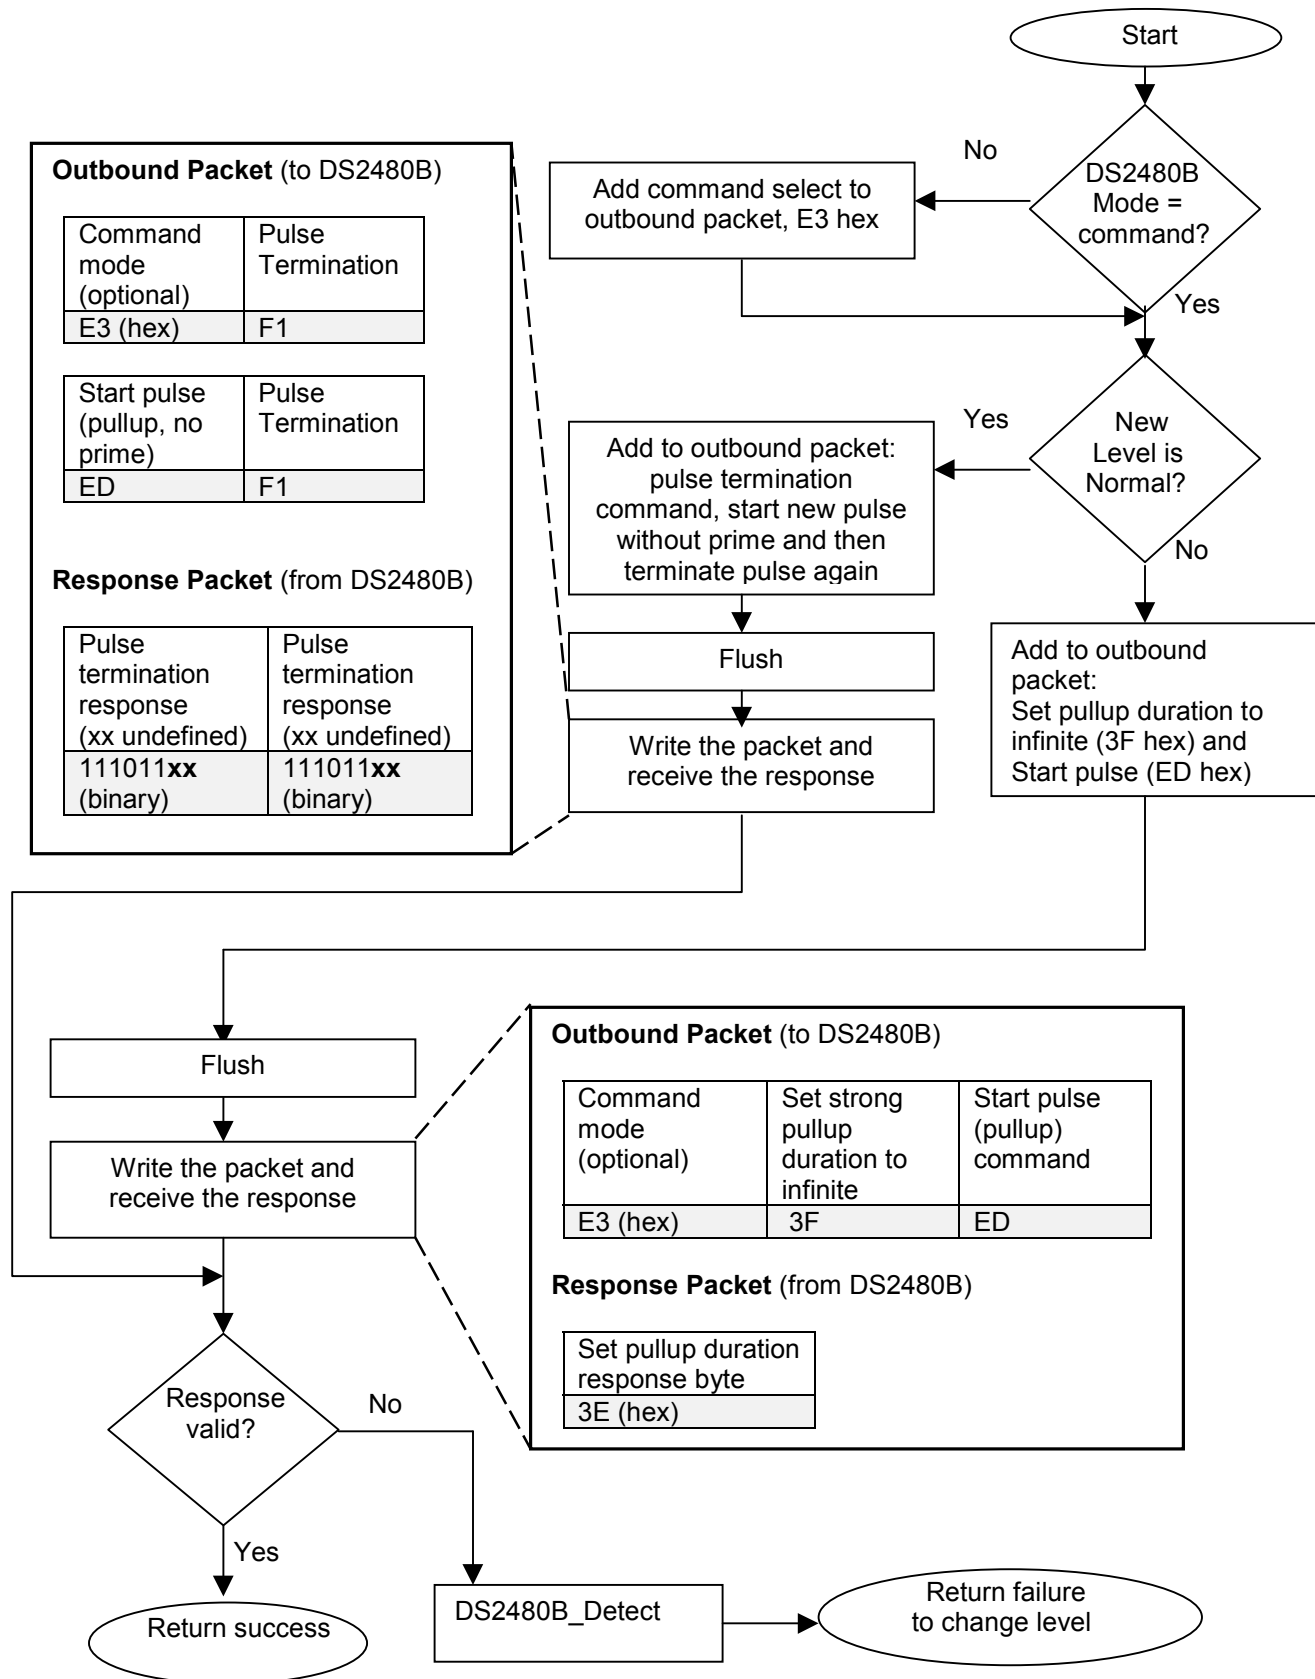 Start
DS2480B
Mode =
command?
No
Yes
Add command select to
outbound packet, E3 hex
New
Level is
Normal?
Yes
No
Add to outbound packet:
pulse termination
command, start new pulse
without prime and then
terminate pulse again
Flush
Write the packet and
receive the response
Add to outbound
packet:
Set pullup duration to
infinite (3F hex) and
Start pulse (ED hex)
Outbound Packet (to DS2480B)
Command
mode
(optional)
Pulse
Termination
E3 (hex)
F1
Start pulse
(pullup, no
prime)
Pulse
Termination
ED
F1
Response Packet (from DS2480B)
Pulse
termination
response
(xx undefined)
Pulse
termination
response
(xx undefined)
111011xx
(binary)
111011xx
(binary)
Flush
Write the packet and
receive the response
Outbound Packet (to DS2480B)
Command
mode
(optional)
Set strong
pullup
duration to
infinite
Start pulse
(pullup)
command
E3 (hex)
3F
ED
Response Packet (from DS2480B)
Set pullup duration
response byte
3E (hex)
Response
valid?
No
Yes
Return success
DS2480B_Detect
Return failure
to change level